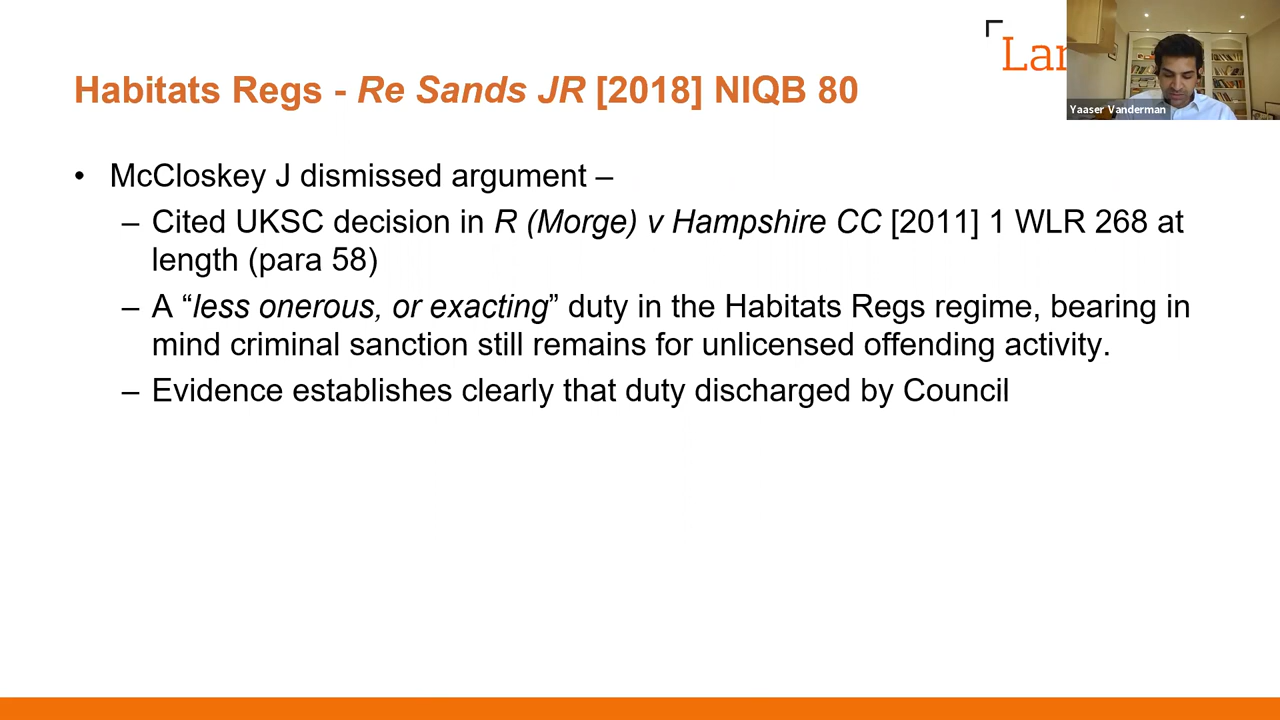 Habitats Regs - Re Sands JR [2018] NIQB 80
Yaaser Vanderman
• McCloskey J dismissed argument –
– Cited UKSC decision in R (Morge) v Hampshire CC [2011] 1 WLR 268 at
length (para 58)
– A “less onerous, or exacting” duty in the Habitats Regs regime, bearing in
mind criminal sanction still remains for unlicensed offending activity.
– Evidence establishes clearly that duty discharged by Council